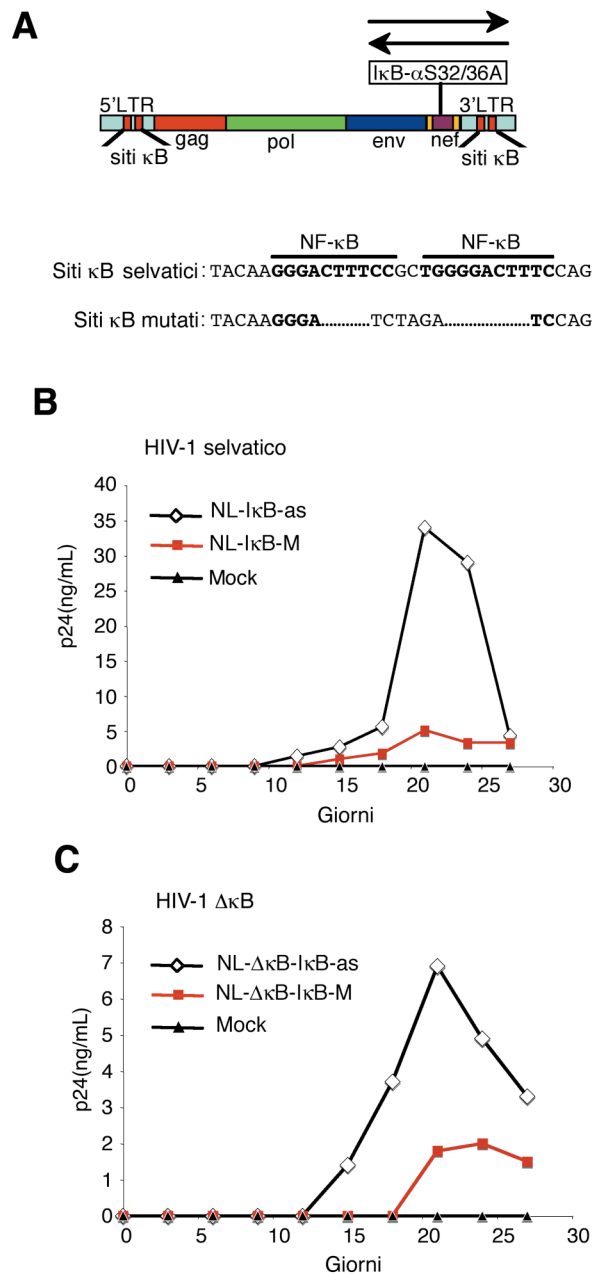 A
IκB-αS32/36A
5'LTR
3'LTR
gag
pol
env
nef
siti κB
siti κB
NF-κB
NF-κB
Siti κB selvatici: TACAAGGGACTTTCCGCTGGGGACTTTCCAG
Siti κB mutati: TACAAGGGA...........TCTAGA.................TCCAG
B
HIV-1 selvatico
40
35
30
25
20
15
10
5
0
p24(ng/mL)
NL-IκB-as
NL-IκB-M
Mock
0 5 10 15 20 25 30
Giorni
C
HIV-1 ΔκB
8
7
6
5
4
3
2
1
0
p24(ng/mL)
NL-ΔκB-IκB-as
NL-ΔκB-IκB-M
Mock
0 5 10 15 20 25 30
Giorni